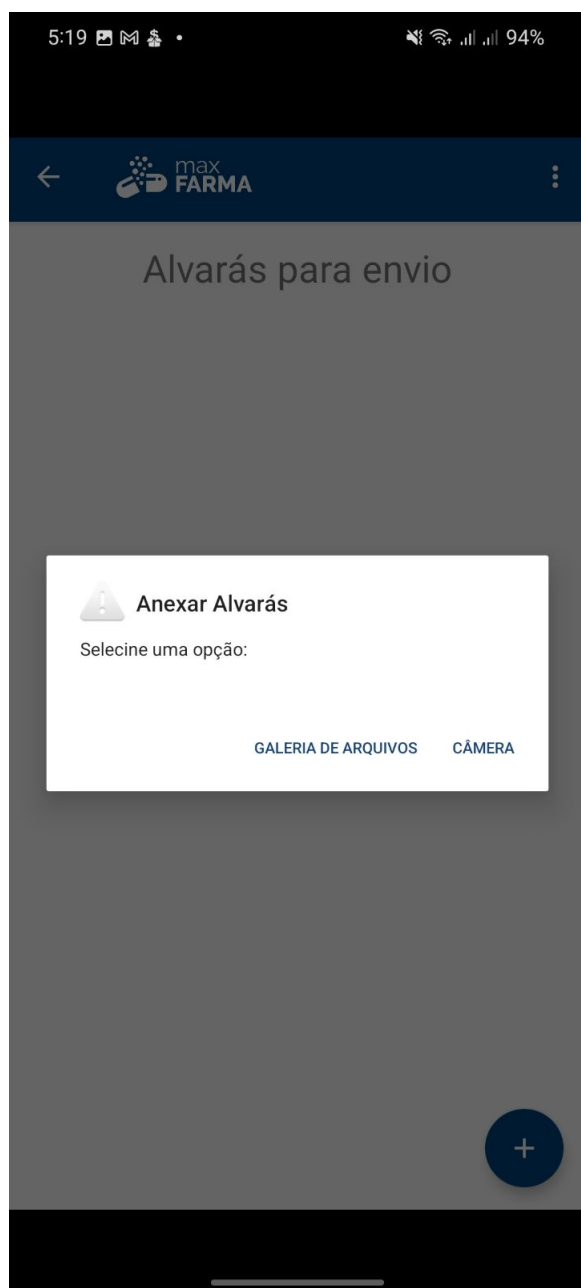 5:19 94%
max
FARMA
Alvarás para envio
Anexar Alvarás
Selecine uma opção:
GALERIA DE ARQUIVOS CÂMERA